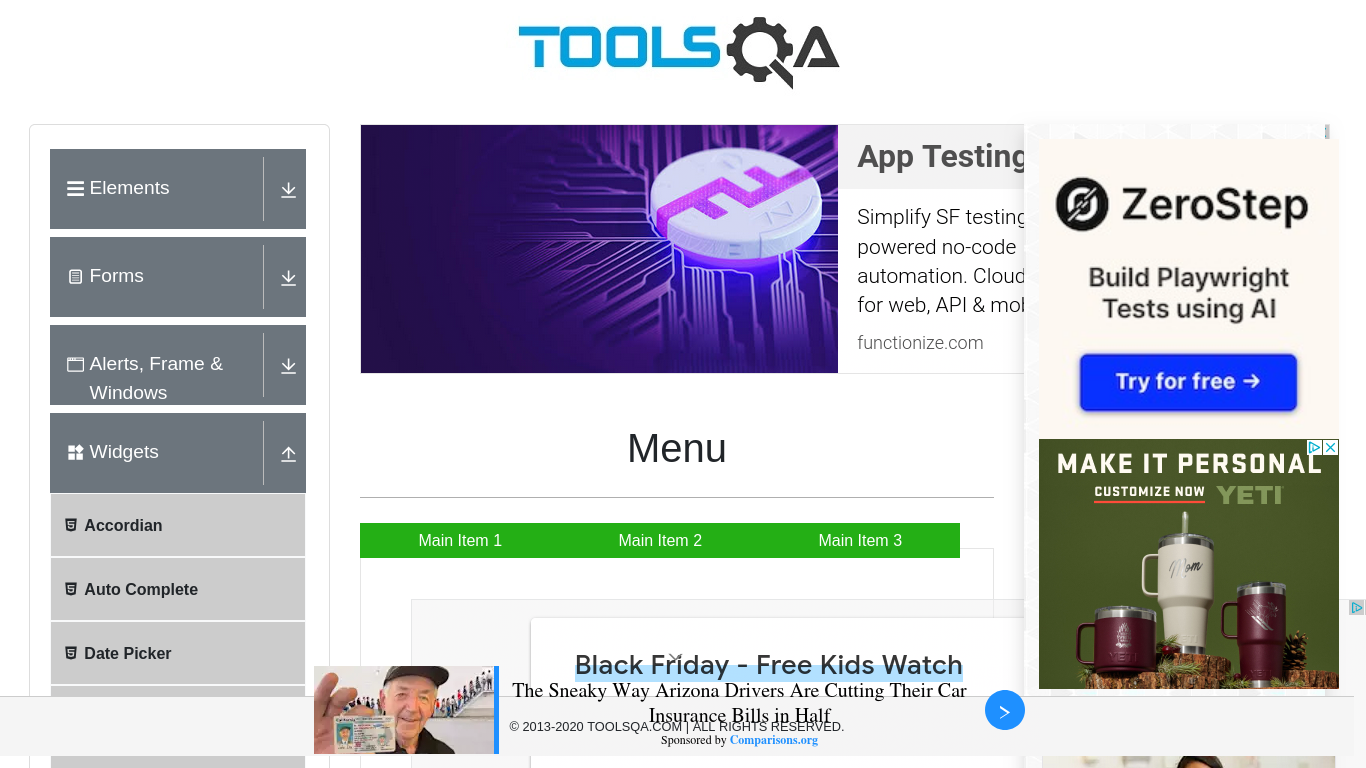 TOOLSQA
Elements
Forms
Alerts, Frame &
Windows
Widgets
Accordian
Auto Complete
Date Picker
App Testing
Simplify SF testing
powered no-code
automation. Cloud
for web, API & mob
functionize.com
ZeroStep
Build Playwright
Tests using AI
Try for free →
Menu
Main Item 1
Main Item 2
Main Item 3
MAKE IT PERSONAL
CUSTOMIZE NOW YETI
Mom
Black Friday - Free Kids Watch
The Sneaky Way Arizona Drivers Are Cutting Their Car
Insurance Bills in Half
© 2013-2020 TOOLSQA.COM | ALL RIGHTS RESERVED.
Sponsored by Comparisons.org